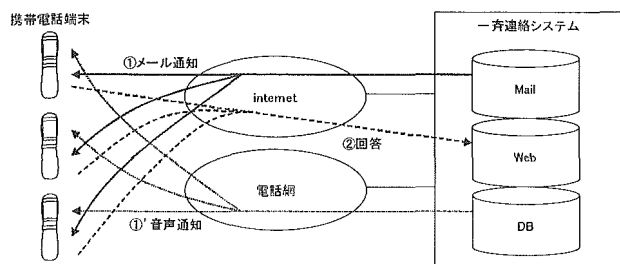 携帯電話端末
一斉連絡システム
①メール通知
internet
Mail
②回答
Web
電話網
①'音声通知
DB